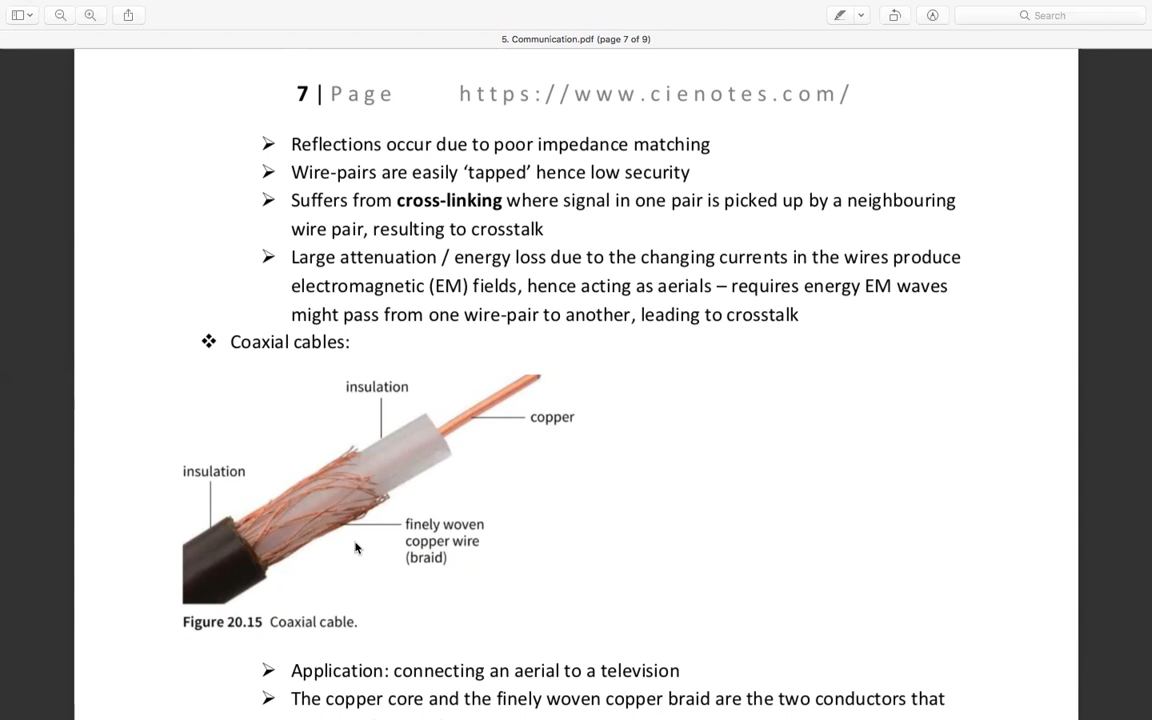 Search
5. Communication.pdf (page 7 of 9)
7 | Page https://www.cienotes.com/
➢ Reflections occur due to poor impedance matching
➢ Wire-pairs are easily ‘tapped’ hence low security
➢ Suffers from cross-linking where signal in one pair is picked up by a neighbouring
wire pair, resulting to crosstalk
➢ Large attenuation / energy loss due to the changing currents in the wires produce
electromagnetic (EM) fields, hence acting as aerials – requires energy EM waves
might pass from one wire-pair to another, leading to crosstalk
❖ Coaxial cables:
insulation
copper
insulation
finely woven
copper wire
(braid)
Figure 20.15 Coaxial cable.
➢ Application: connecting an aerial to a television
➢ The copper core and the finely woven copper braid are the two conductors that